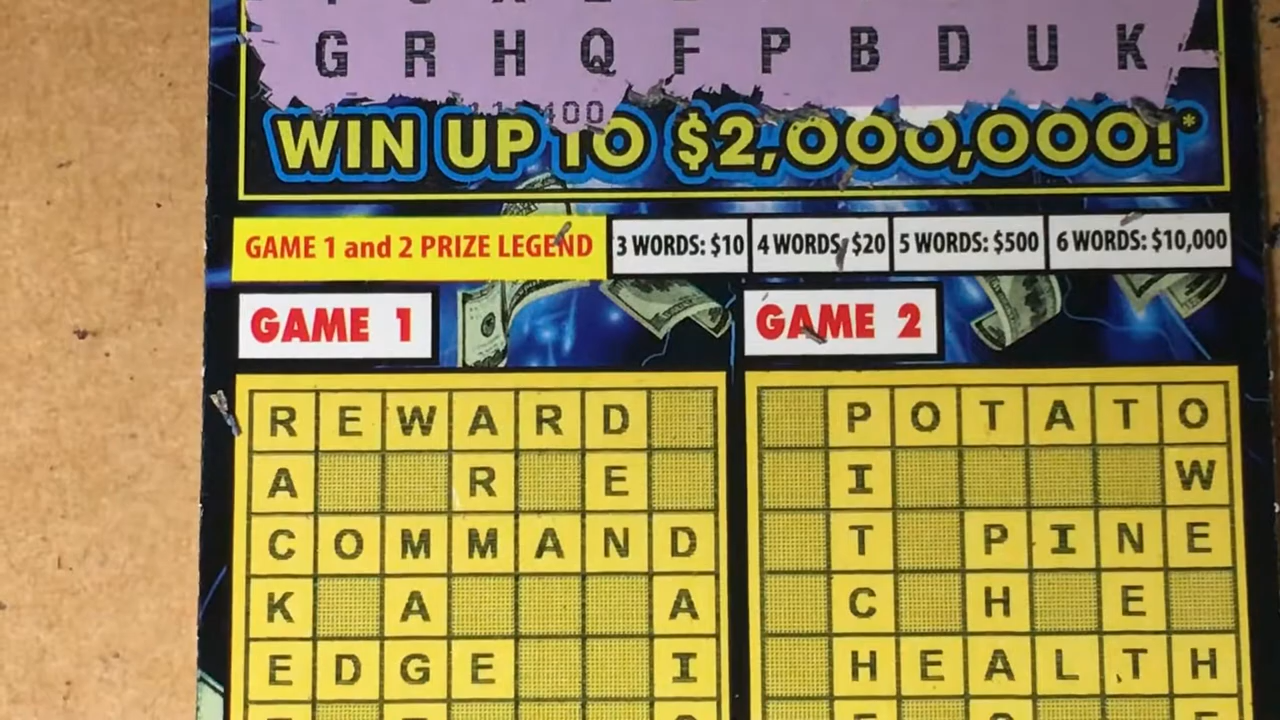 G R H Q F P B D U K
WIN UP TO $2,000,000!*
GAME 1 and 2 PRIZE LEGEND 3 WORDS: $10 4 WORDS: $20 5 WORDS: $500 6 WORDS: $10,000
GAME 1 GAME 2
R E W A R D P O T A T O
A R E I W
C O M M A N D T P I N E
K A A C H E
E D G E I H E A L T H